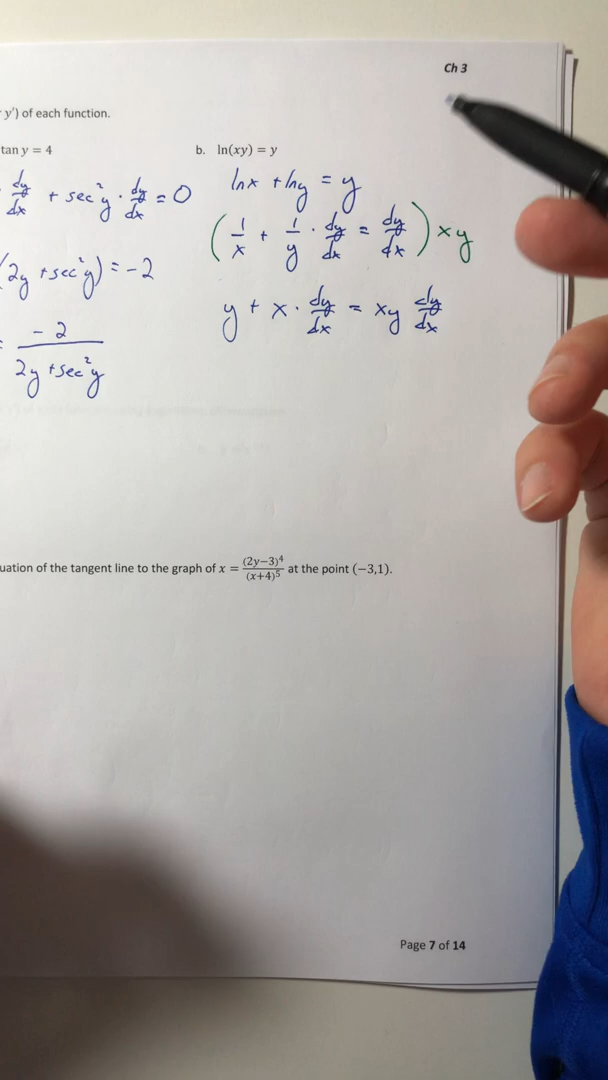 Ch 3
y') of each function.
tan y = 4
b. ln(xy) = y
dy/dx + sec²y · dy/dx = 0
lnx + lny = y
(1/x + 1/y · dy/dx = dy/dx) xy
(2y + sec²y) = -2
y + x · dy/dx = xy dy/dx
= -2/(2y + sec²y)
uation of the tangent line to the graph of x = (2y−3)⁴/(x+4)⁵ at the point (−3,1).
Page 7 of 14